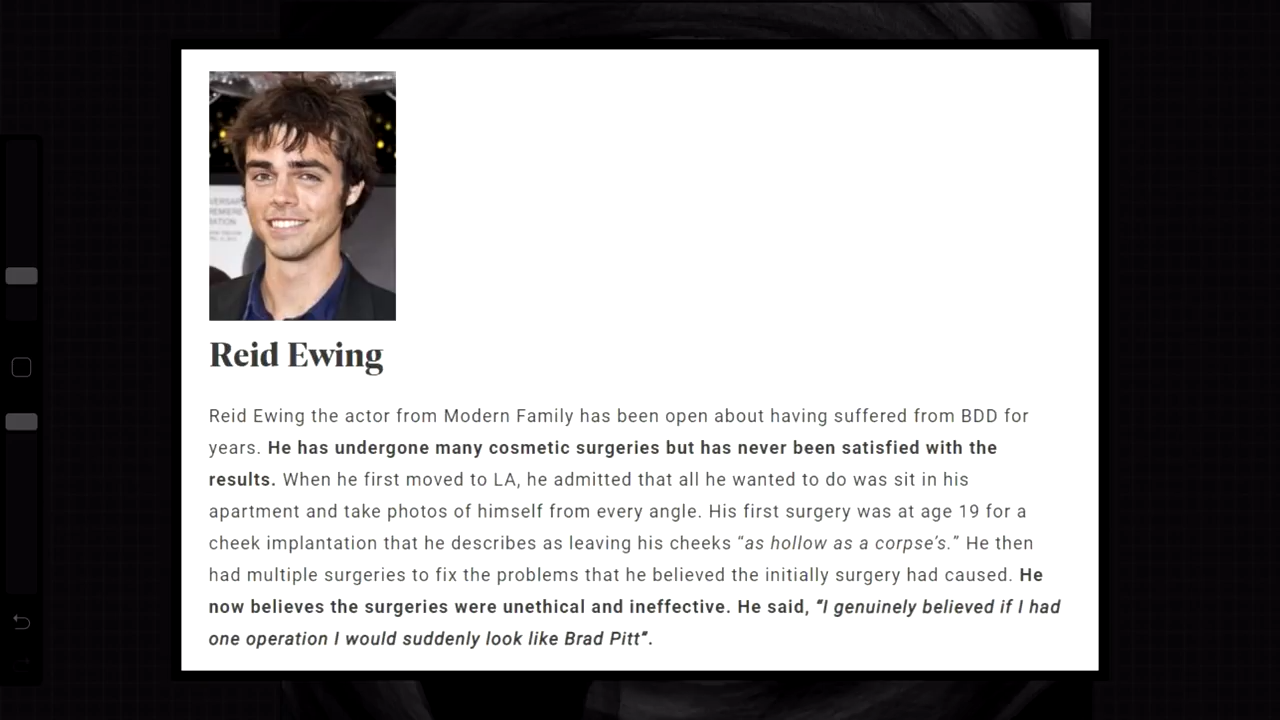 Reid Ewing
Reid Ewing the actor from Modern Family has been open about having suffered from BDD for
years. He has undergone many cosmetic surgeries but has never been satisfied with the
results. When he first moved to LA, he admitted that all he wanted to do was sit in his
apartment and take photos of himself from every angle. His first surgery was at age 19 for a
cheek implantation that he describes as leaving his cheeks “as hollow as a corpse’s.” He then
had multiple surgeries to fix the problems that he believed the initially surgery had caused. He
now believes the surgeries were unethical and ineffective. He said, “I genuinely believed if I had
one operation I would suddenly look like Brad Pitt”.